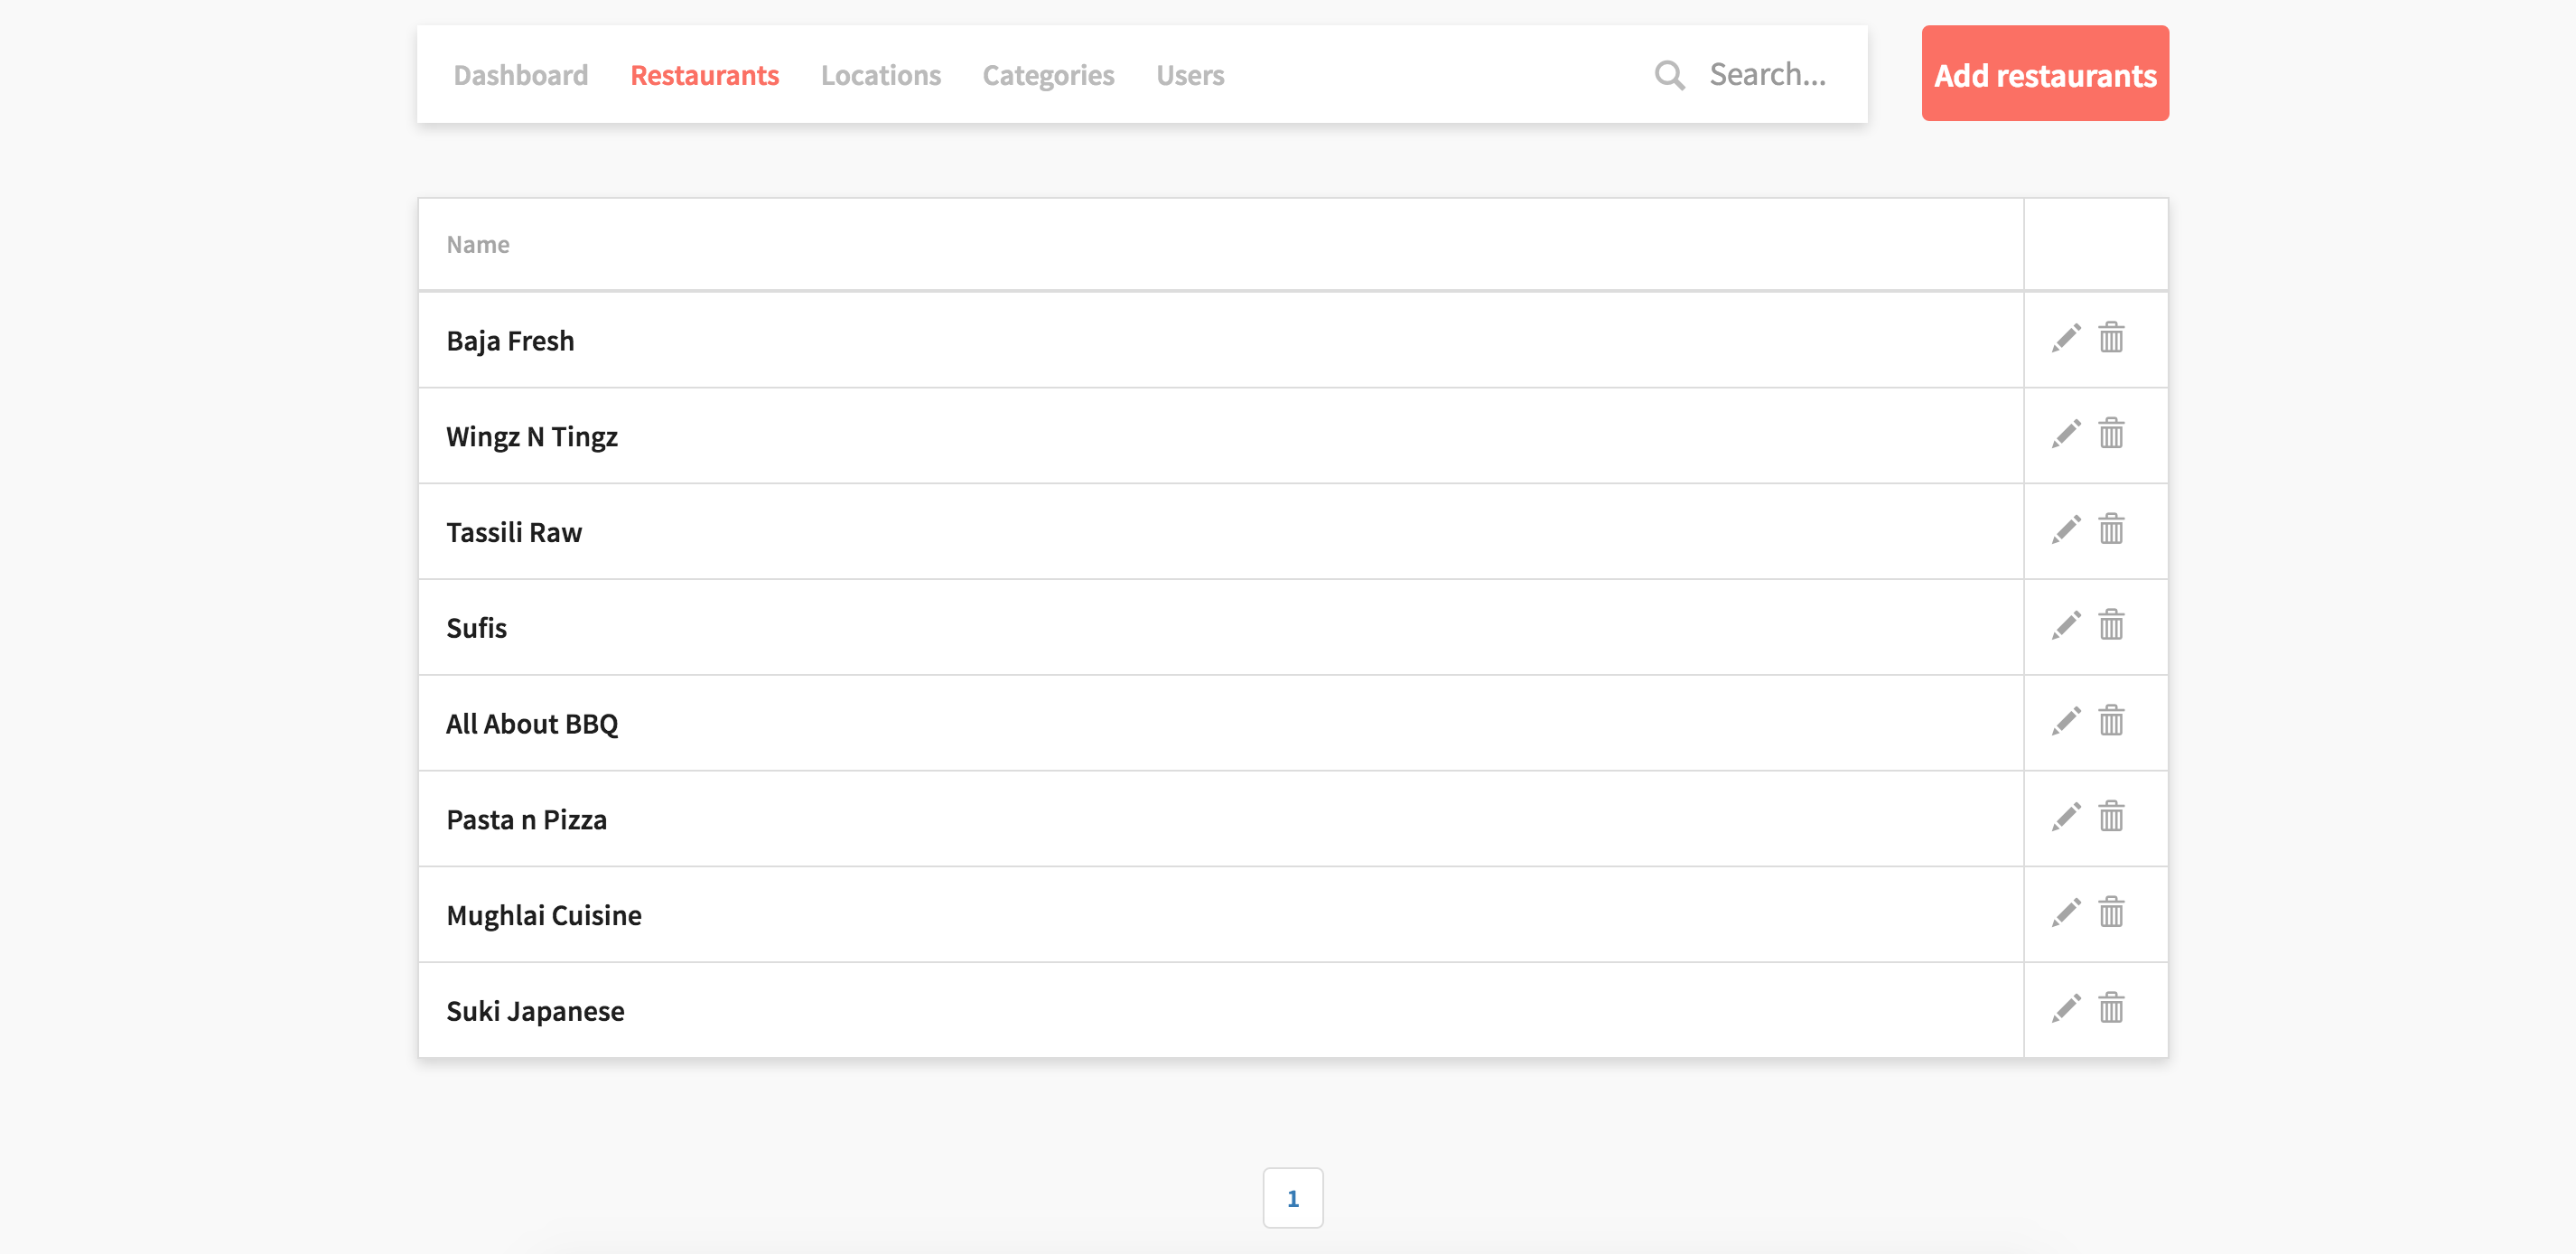 Dashboard Restaurants Locations Categories Users Search... Add restaurants
Name
Baja Fresh
Wingz N Tingz
Tassili Raw
Sufis
All About BBQ
Pasta n Pizza
Mughlai Cuisine
Suki Japanese
1